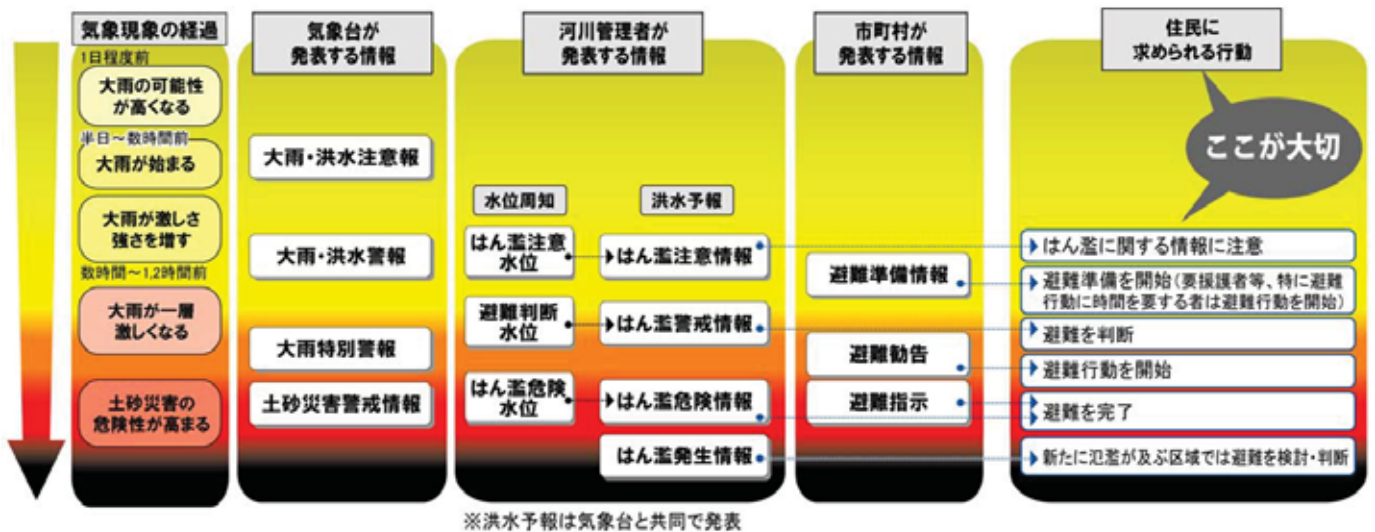 気象現象の経過
1日程度前
大雨の可能性
が高くなる
半日～数時間前
大雨が始まる
大雨が激しさ
強さを増す
数時間～1,2時間前
大雨が一層
激しくなる
土砂災害の
危険性が高まる
気象台が
発表する情報
大雨・洪水注意報
大雨・洪水警報
大雨特別警報
土砂災害警戒情報
河川管理者が
発表する情報
水位周知
洪水予報
はん濫注意
水位
はん濫注意情報
避難判断
水位
はん濫警戒情報
はん濫危険
水位
はん濫危険情報
はん濫発生情報
市町村が
発表する情報
避難準備情報
避難勧告
避難指示
住民に
求められる行動
ここが大切
はん濫に関する情報に注意
避難準備を開始(要援護者等、特に避難
行動に時間を要する者は避難行動を開始)
避難を判断
避難行動を開始
避難を完了
新たに氾濫が及ぶ区域では避難を検討・判断
※洪水予報は気象台と共同で発表